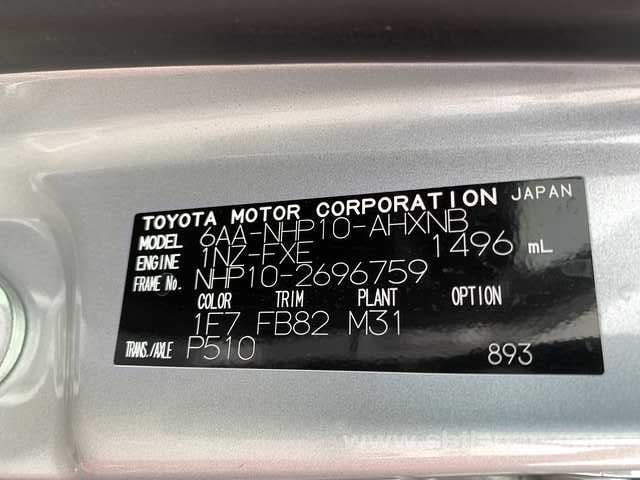 TOYOTA MOTOR CORPORATION JAPAN
MODEL 6AA-NHP10-AHXNB
ENGINE 1NZ-FXE 1496 mL
FRAME No. NHP10-2696759
COLOR TRIM PLANT OPTION
1F7 FB82 M31
TRANS./AXLE P510 893